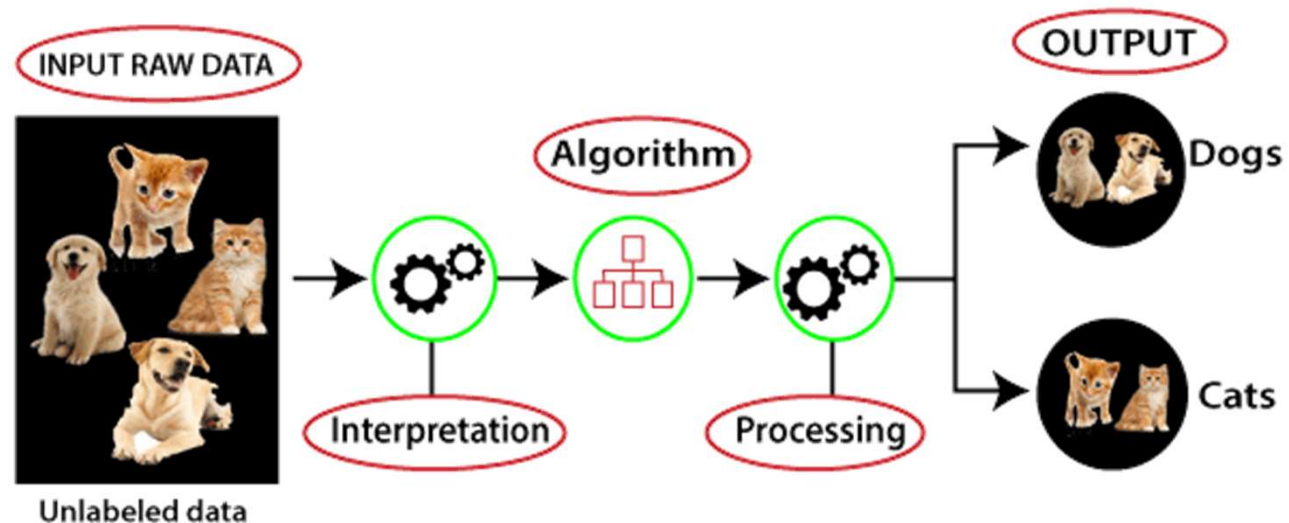 INPUT RAW DATA
OUTPUT
Algorithm
Dogs
Interpretation
Processing
Cats
Unlabeled data